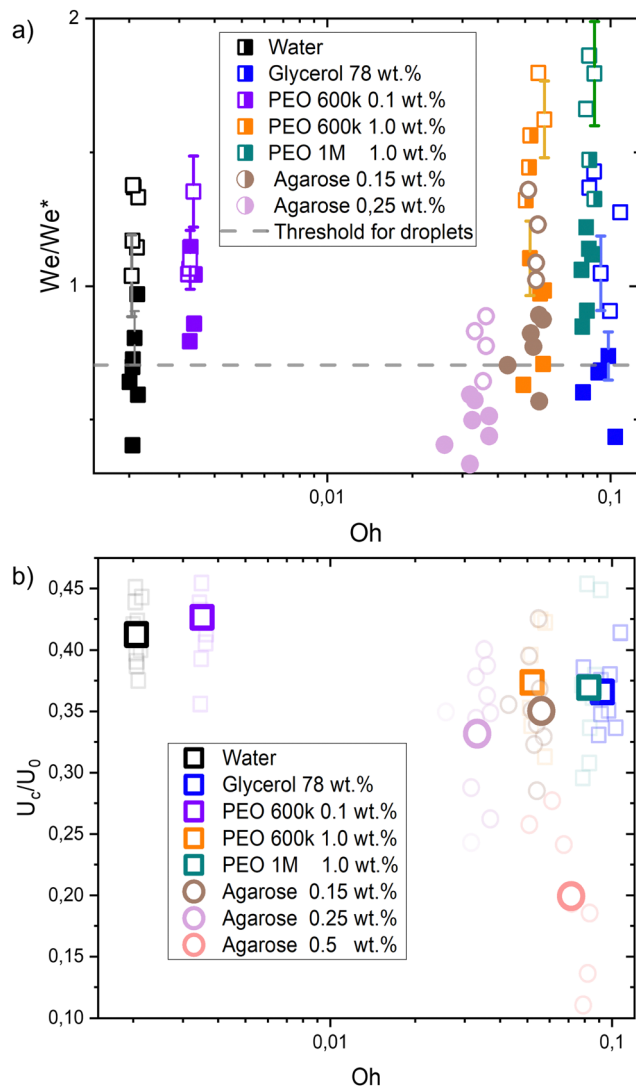 a)
2
1
We/We*
Water
Glycerol 78 wt.%
PEO 600k 0.1 wt.%
PEO 600k 1.0 wt.%
PEO 1M 1.0 wt.%
Agarose 0.15 wt.%
Agarose 0,25 wt.%
Threshold for droplets
0,01
0,1
Oh
b)
0,45
0,40
0,35
0,30
0,25
0,20
0,15
0,10
U_c/U_0
Water
Glycerol 78 wt.%
PEO 600k 0.1 wt.%
PEO 600k 1.0 wt.%
PEO 1M 1.0 wt.%
Agarose 0.15 wt.%
Agarose 0.25 wt.%
Agarose 0.5 wt.%
0,01
0,1
Oh